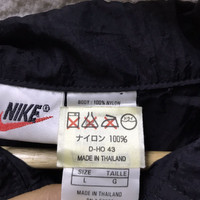 BODY : 100% NYLON
NIKE
ナイロン 100%
O-HO 43
MADE IN THAILAND
SIZE TAILLE
L G
MADE IN THAILAND